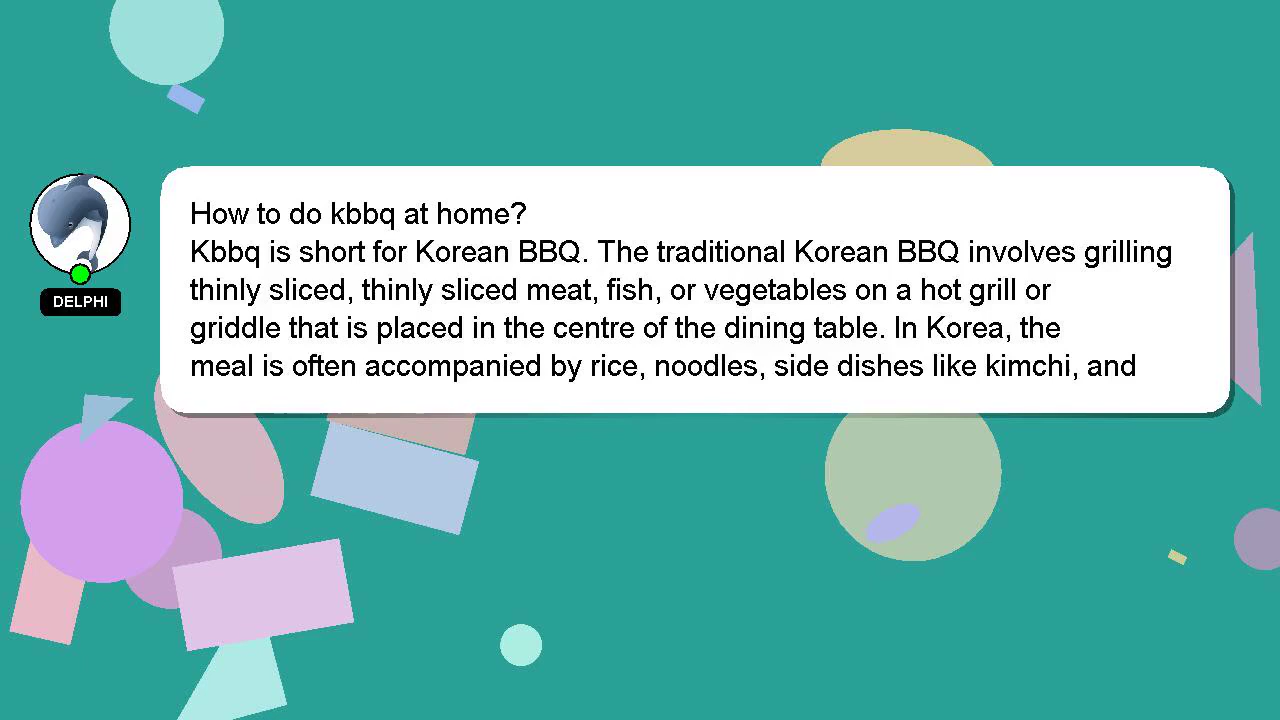 How to do kbbq at home?
Kbbq is short for Korean BBQ. The traditional Korean BBQ involves grilling
thinly sliced, thinly sliced meat, fish, or vegetables on a hot grill or
griddle that is placed in the centre of the dining table. In Korea, the
meal is often accompanied by rice, noodles, side dishes like kimchi, and
DELPHI